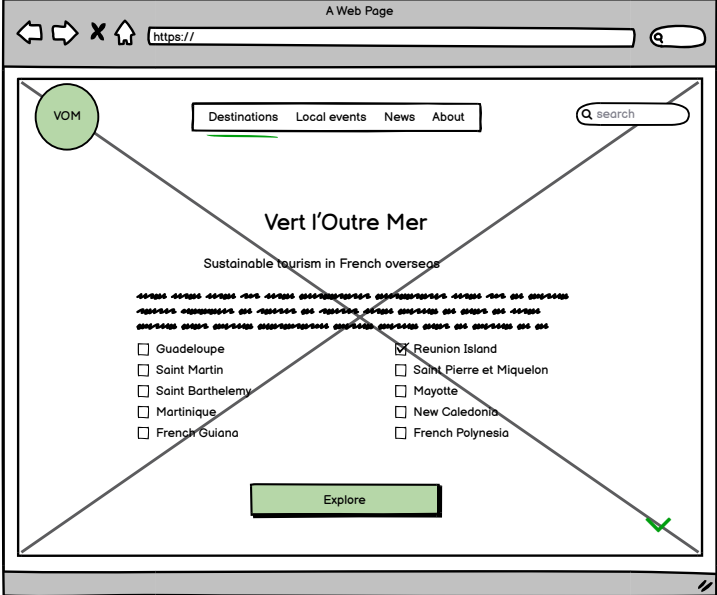 A Web Page
https://
VOM
Destinations Local events News About
search
Vert l'Outre Mer
Sustainable tourism in French overseas
Guadeloupe
Saint Martin
Saint Barthelemy
Martinique
French Guiana
Reunion Island
Saint Pierre et Miquelon
Mayotte
New Caledonia
French Polynesia
Explore